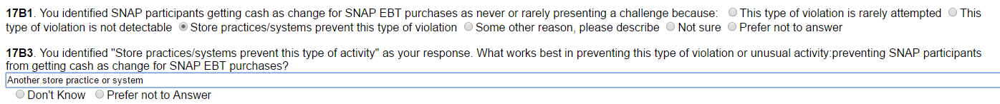 17B1. You identified SNAP participants getting cash as change for SNAP EBT purchases as never or rarely presenting a challenge because: This type of violation is rarely attempted This
type of violation is not detectable Store practices/systems prevent this type of violation Some other reason, please describe Not sure Prefer not to answer
17B3. You identified "Store practices/systems prevent this type of activity" as your response. What works best in preventing this type of violation or unusual activity:preventing SNAP participants
from getting cash as change for SNAP EBT purchases?
Another store practice or system
Don't Know Prefer not to Answer